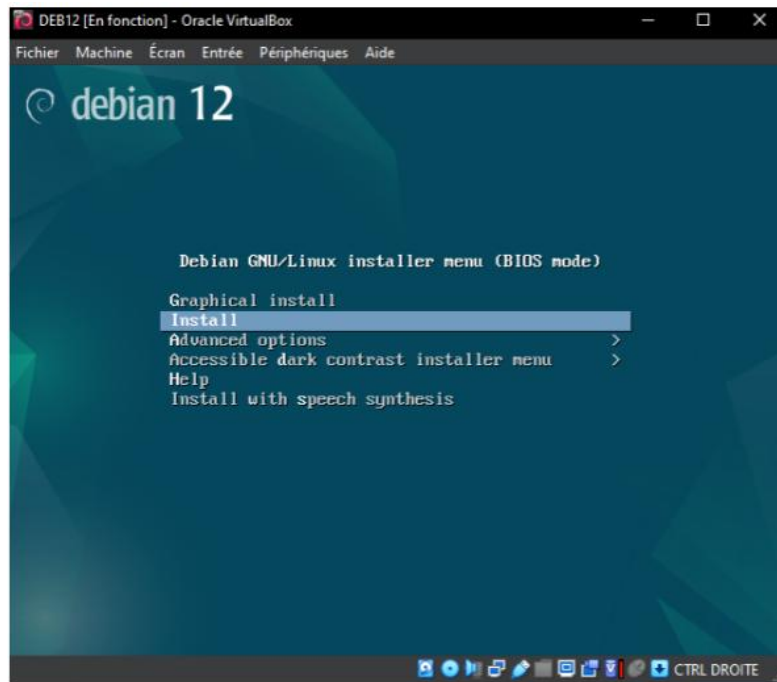 DEB12 [En fonction] - Oracle VirtualBox
Fichier Machine Écran Entrée Périphériques Aide
debian 12
Debian GNU/Linux installer menu (BIOS mode)
Graphical install
Install
Advanced options >
Accessible dark contrast installer menu >
Help
Install with speech synthesis
CTRL DROITE